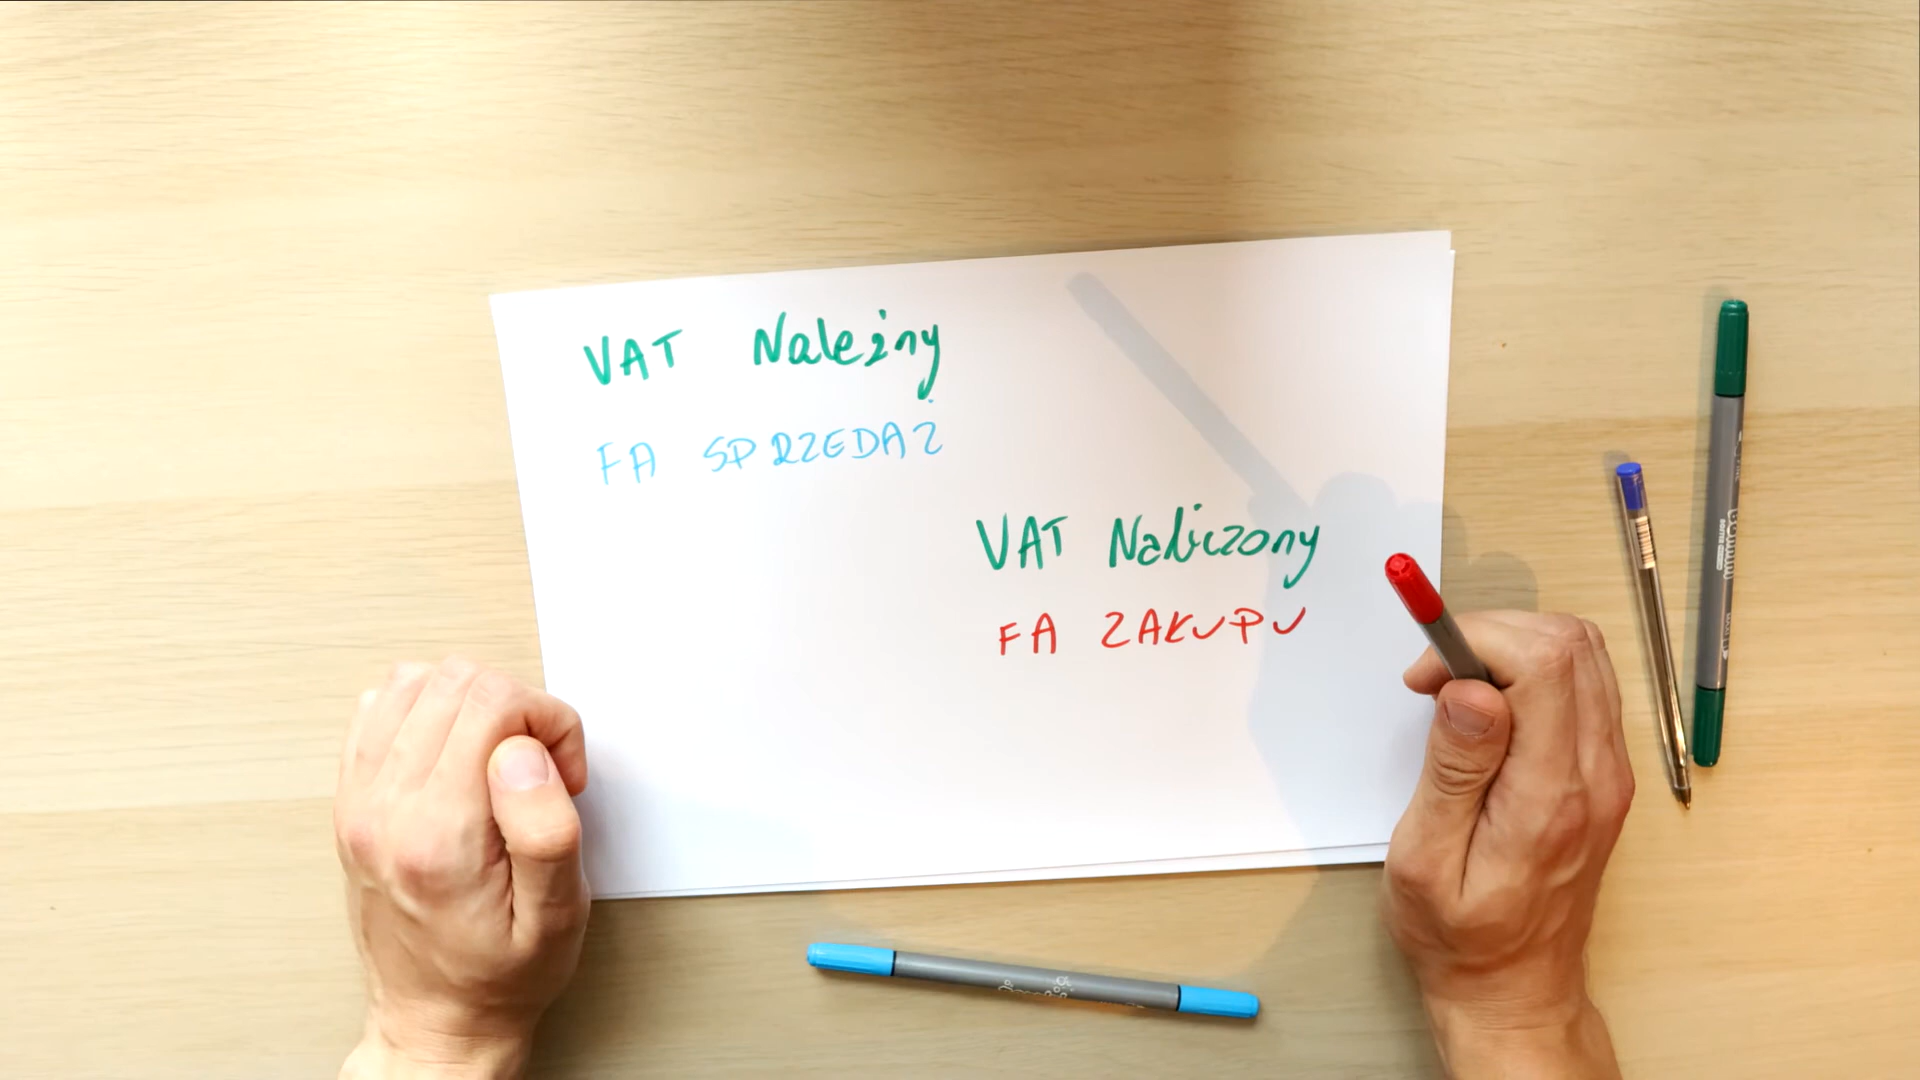 VAT Należny
FA SPRZEDAŻ
VAT Naliczony
FA ZAKUPU